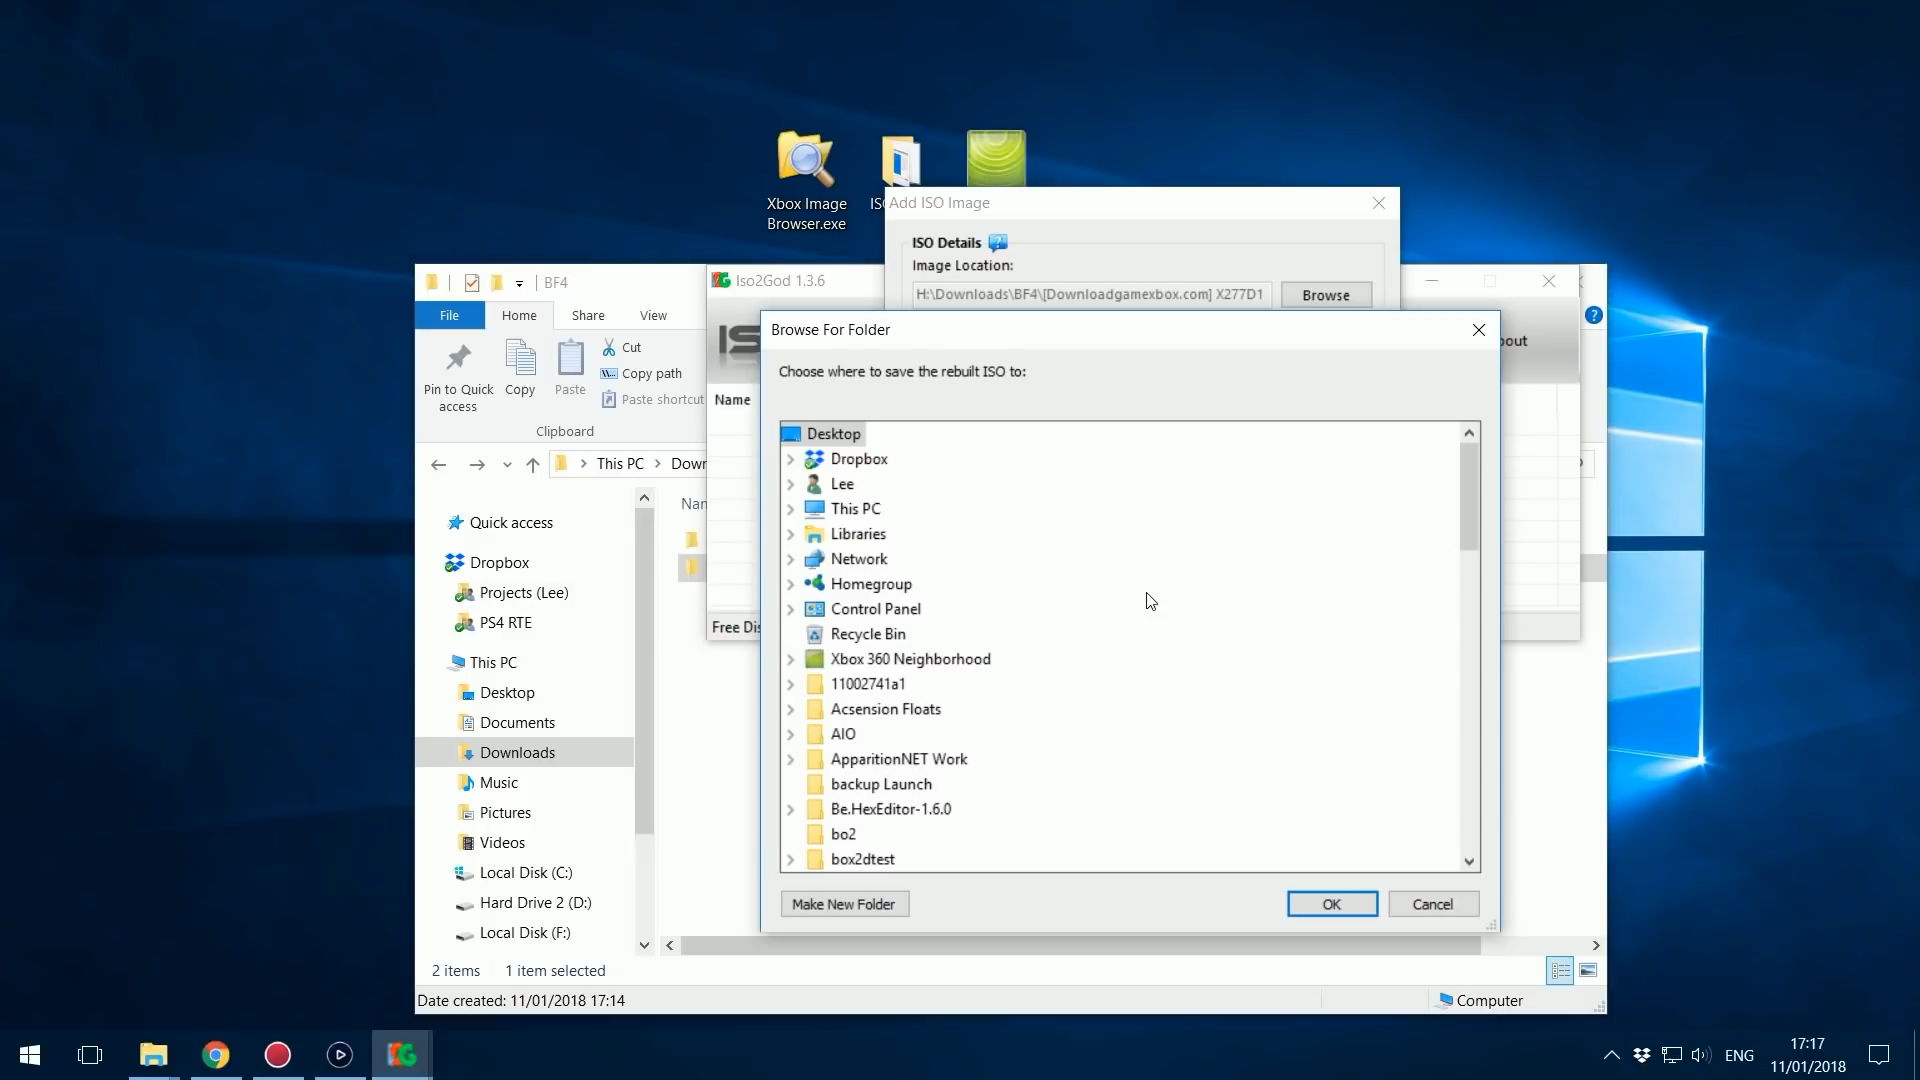 Xbox Image
Browser.exe
Add ISO Image
ISO Details
Image Location:
H:\Downloads\BF4\[Downloadgamexbox.com] X277D1
Browse
BF4
Iso2God 1.3.6
File
Home
Share
View
Pin to Quick
access
Copy
Paste
Cut
Copy path
Paste shortcut
Clipboard
Name
Browse For Folder
Choose where to save the rebuilt ISO to:
This PC
Quick access
Dropbox
Projects (Lee)
PS4 RTE
This PC
Desktop
Documents
Downloads
Music
Pictures
Videos
Local Disk (C:)
Hard Drive 2 (D:)
Local Disk (F:)
Desktop
Dropbox
Lee
This PC
Libraries
Network
Homegroup
Control Panel
Recycle Bin
Xbox 360 Neighborhood
11002741a1
Acsension Floats
AIO
ApparitionNET Work
backup Launch
Be.HexEditor-1.6.0
bo2
box2dtest
Make New Folder
OK
Cancel
2 items
1 item selected
Date created: 11/01/2018 17:14
Computer
ENG
17:17
11/01/2018